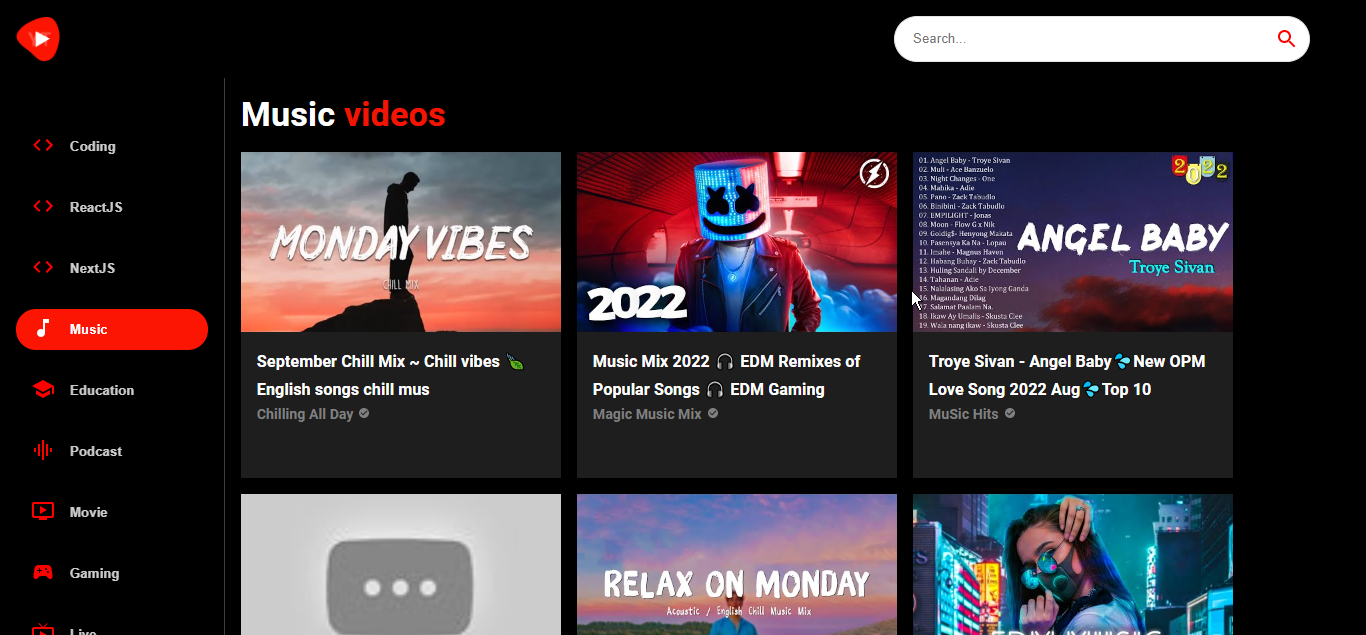 Search...
Music videos
Coding
ReactJS
NextJS
Music
Education
Podcast
Movie
Gaming
Live
MONDAY VIBES
CHILL MIX
September Chill Mix ~ Chill vibes 🍃
English songs chill mus
Chilling All Day
2022
Music Mix 2022 🎧 EDM Remixes of
Popular Songs 🎧 EDM Gaming
Magic Music Mix
01. Angel Baby - Troye Sivan
02. Muli - Ace Banzuelo
03. Night Changes - One
04. Mahika - Adie
05. Pano - Zack Tabudlo
06. Binibini - Zack Tabudlo
07. EMPILIGHT - Jonas
08. Moon - Flow G x Nik
09. Goldig$- Henyong Makata
10. Pasensya Ka Na - Lopau
11. Imahe - Magnus Haven
12. Habang Buhay - Zack Tabudlo
13. Huling Sandali by December
14. Tahanan - Adie
15. Nalalasing Ako Sa Iyong Ganda
16. Magandang Dilag
17. Salamat Paalam Na
18. Ikaw Ay Umalis - Skusta Clee
19. Wala nang ikaw - Skusta Clee
2022
ANGEL BABY
Troye Sivan
Troye Sivan - Angel Baby💦New OPM
Love Song 2022 Aug💦Top 10
MuSic Hits
RELAX ON MONDAY
Acoustic / English Chill Music Mix